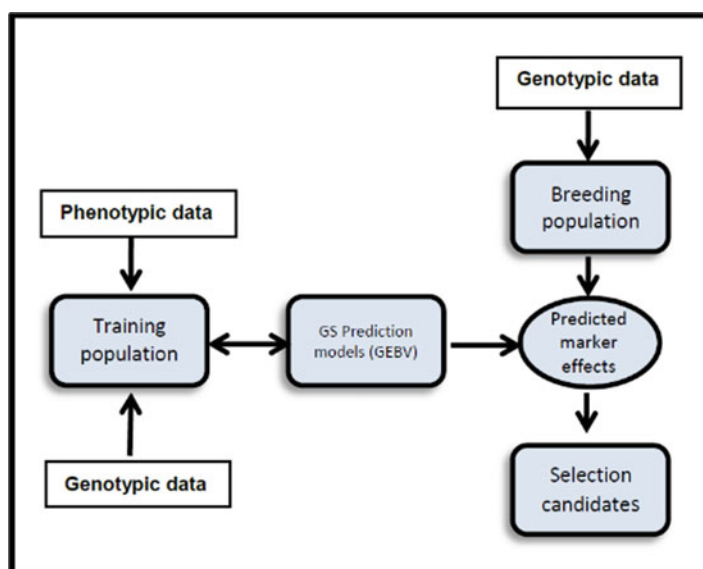 Genotypic data
Breeding
population
Phenotypic data
Training
population
GS Prediction
models (GEBV)
Predicted
marker
effects
Genotypic data
Selection
candidates